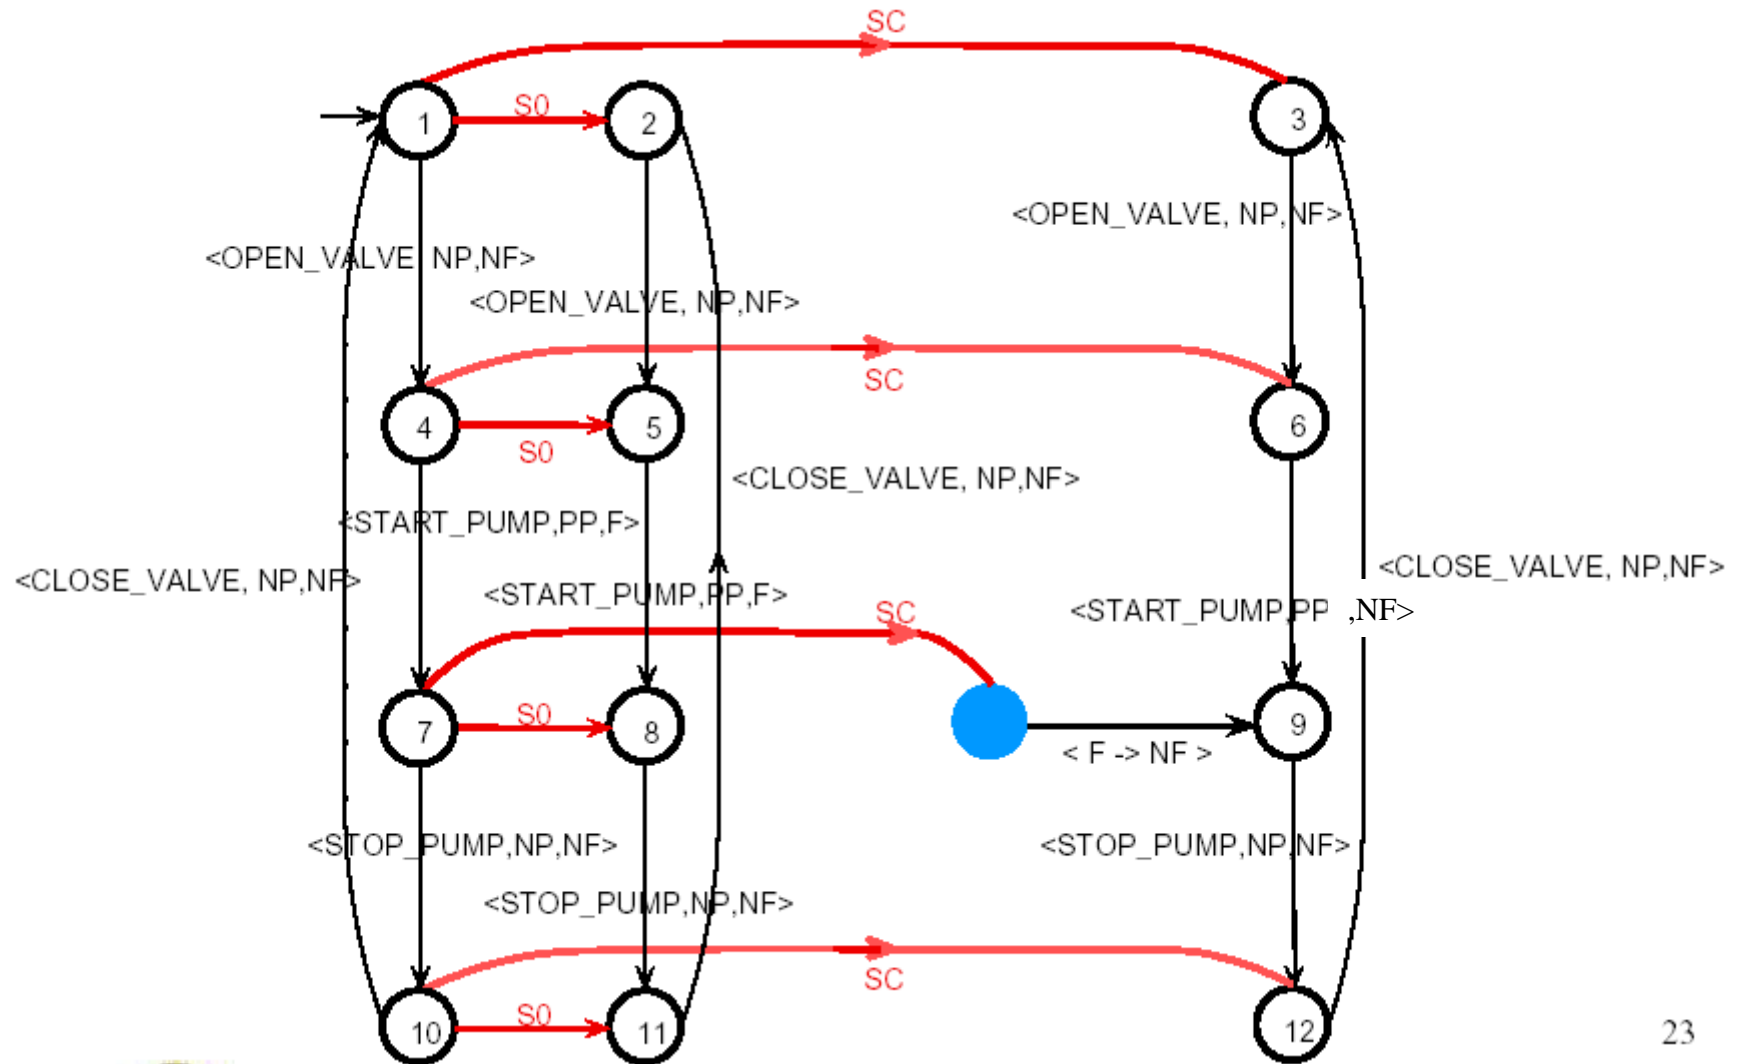 SC
1
S0
2
3
<OPEN_VALVE, NP,NF>
<OPEN_VALVE NP,NF>
<OPEN_VALVE, NP,NF>
SC
4
S0
5
6
<CLOSE_VALVE, NP,NF>
<START_PUMP,PP,F>
<CLOSE_VALVE, NP,NF>
<CLOSE_VALVE, NP,NF>
<START_PUMP,PP,F>
SC
<START_PUMP,PP ,NF>
7
S0
8
9
< F -> NF >
<STOP_PUMP,NP,NF>
<STOP_PUMP,NP,NF>
<STOP_PUMP,NP,NF>
SC
10
S0
11
12
23